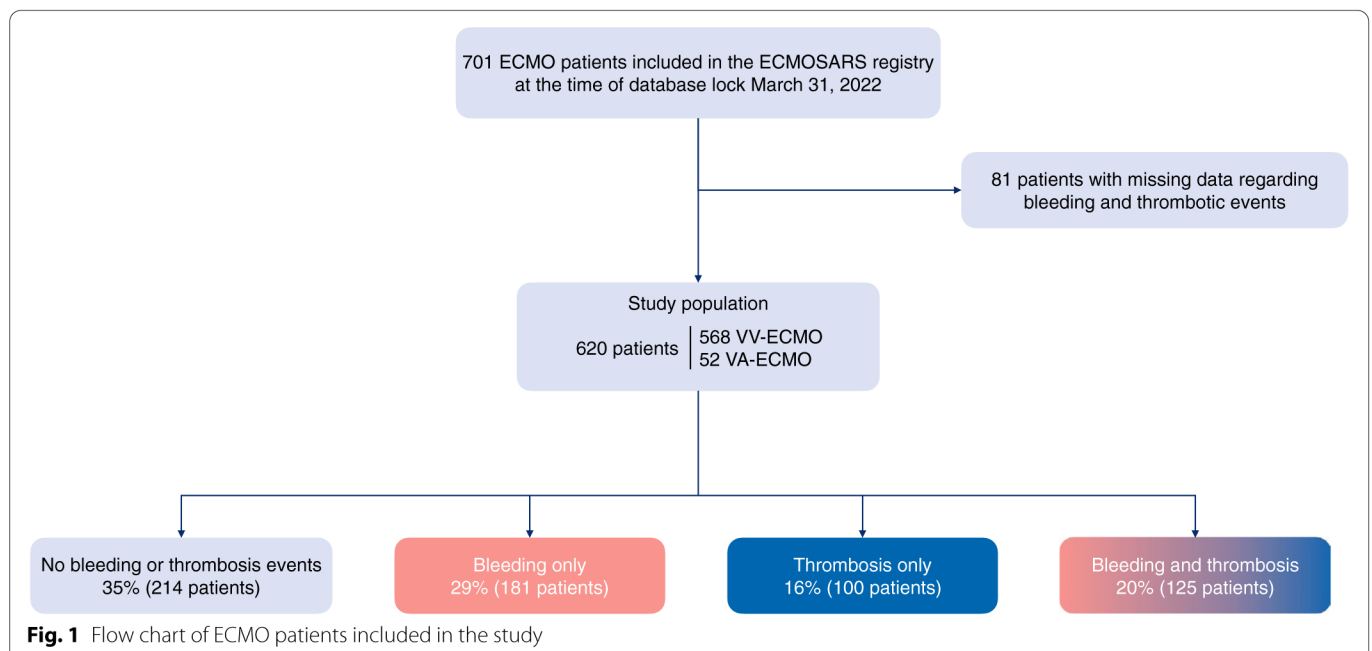 701 ECMO patients included in the ECMOSARS registry
at the time of database lock March 31, 2022
81 patients with missing data regarding
bleeding and thrombotic events
Study population
620 patients
568 VV-ECMO
52 VA-ECMO
No bleeding or thrombosis events
35% (214 patients)
Bleeding only
29% (181 patients)
Thrombosis only
16% (100 patients)
Bleeding and thrombosis
20% (125 patients)
Fig. 1 Flow chart of ECMO patients included in the study